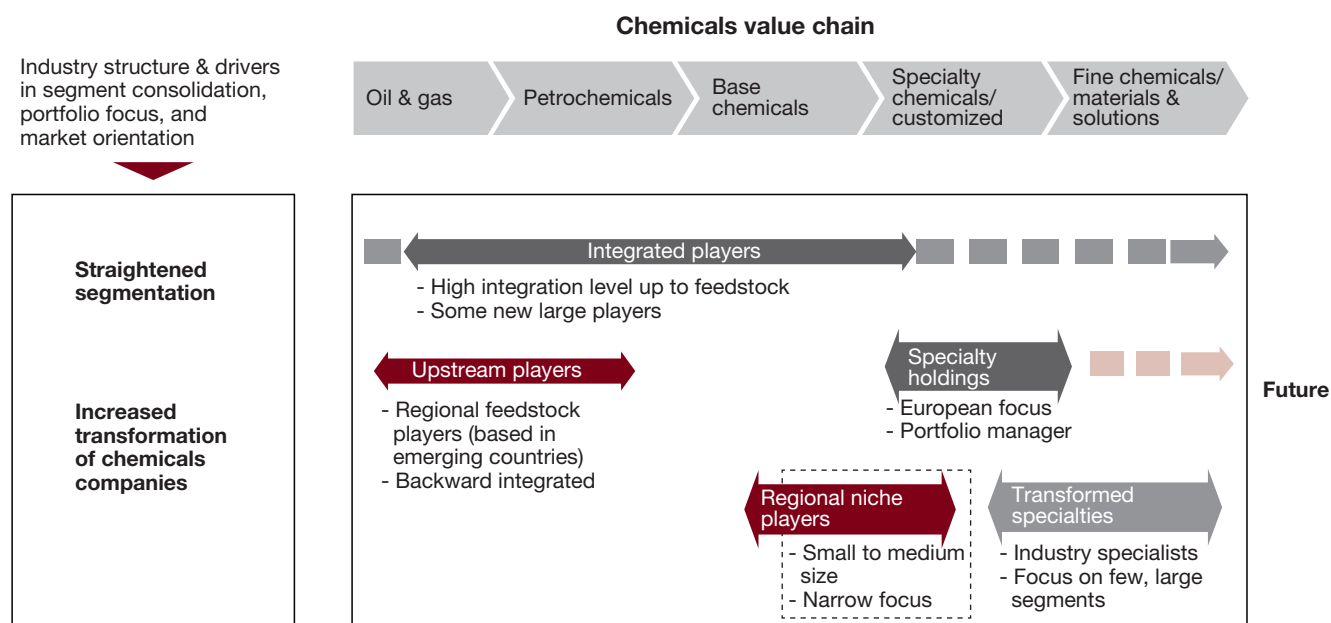 Chemicals value chain
Industry structure & drivers
in segment consolidation,
portfolio focus, and
market orientation
Oil & gas
Petrochemicals
Base
chemicals
Specialty
chemicals/
customized
Fine chemicals/
materials &
solutions
Straightened
segmentation
Increased
transformation
of chemicals
companies
Integrated players
- High integration level up to feedstock
- Some new large players
Upstream players
- Regional feedstock
players (based in
emerging countries)
- Backward integrated
Specialty
holdings
- European focus
- Portfolio manager
Regional niche
players
- Small to medium
size
- Narrow focus
Transformed
specialties
- Industry specialists
- Focus on few, large
segments
Future